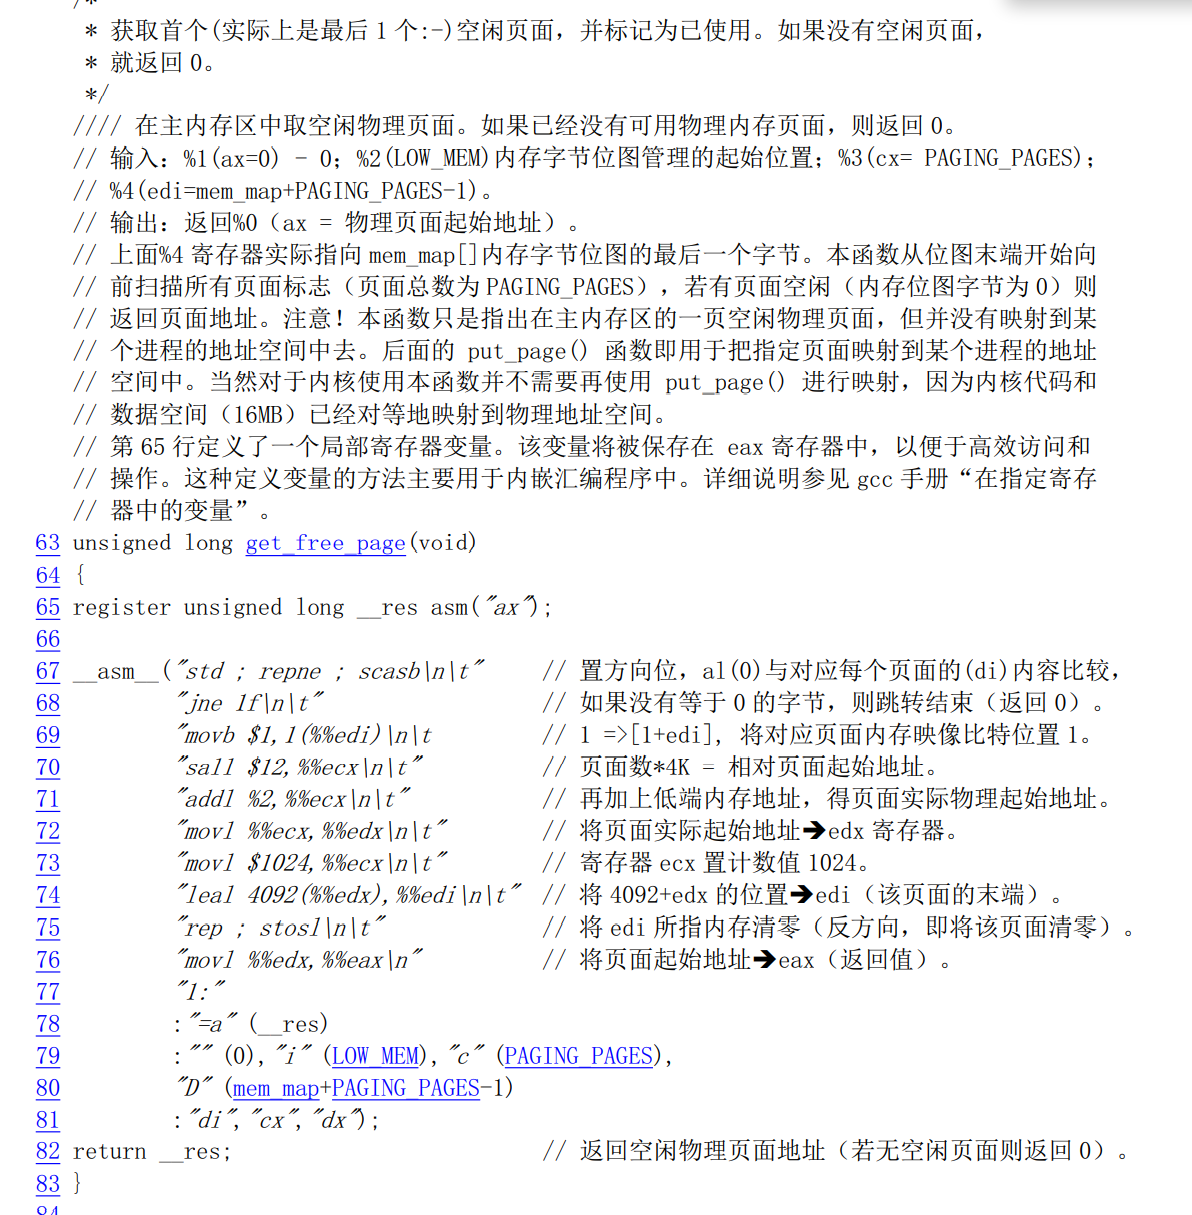 /*
* 获取首个(实际上是最后 1 个:-)空闲页面，并标记为已使用。如果没有空闲页面，
* 就返回 0。
*/
//// 在主内存区中取空闲物理页面。如果已经没有可用物理内存页面，则返回 0。
// 输入：%1(ax=0) - 0；%2(LOW_MEM)内存字节位图管理的起始位置；%3(cx= PAGING_PAGES)；
// %4(edi=mem_map+PAGING_PAGES-1)。
// 输出：返回%0（ax = 物理页面起始地址）。
// 上面%4 寄存器实际指向 mem_map[]内存字节位图的最后一个字节。本函数从位图末端开始向
// 前扫描所有页面标志（页面总数为 PAGING_PAGES），若有页面空闲（内存位图字节为 0）则
// 返回页面地址。注意！本函数只是指出在主内存区的一页空闲物理页面，但并没有映射到某
// 个进程的地址空间中去。后面的 put_page() 函数即用于把指定页面映射到某个进程的地址
// 空间中。当然对于内核使用本函数并不需要再使用 put_page() 进行映射，因为内核代码和
// 数据空间（16MB）已经对等地映射到物理地址空间。
// 第 65 行定义了一个局部寄存器变量。该变量将被保存在 eax 寄存器中，以便于高效访问和
// 操作。这种定义变量的方法主要用于内嵌汇编程序中。详细说明参见 gcc 手册“在指定寄存
// 器中的变量”。
63 unsigned long get_free_page(void)
64 {
65 register unsigned long __res asm("ax");
66
67 __asm__("std ; repne ; scasb\n\t" // 置方向位，al(0)与对应每个页面的(di)内容比较，
68 "jne 1f\n\t" // 如果没有等于 0 的字节，则跳转结束（返回 0）。
69 "movb $1,1(%%edi)\n\t // 1 =>[1+edi], 将对应页面内存映像比特位置 1。
70 "sall $12,%%ecx\n\t" // 页面数*4K = 相对页面起始地址。
71 "addl %2,%%ecx\n\t" // 再加上低端内存地址，得页面实际物理起始地址。
72 "movl %%ecx,%%edx\n\t" // 将页面实际起始地址➔edx 寄存器。
73 "movl $1024,%%ecx\n\t" // 寄存器 ecx 置计数值 1024。
74 "leal 4092(%%edx),%%edi\n\t" // 将 4092+edx 的位置➔edi（该页面的末端）。
75 "rep ; stosl\n\t" // 将 edi 所指内存清零（反方向，即将该页面清零）。
76 "movl %%edx,%%eax\n" // 将页面起始地址➔eax（返回值）。
77 "1:"
78 :"=a" (__res)
79 :"" (0),"i" (LOW_MEM),"c" (PAGING_PAGES),
80 "D" (mem_map+PAGING_PAGES-1)
81 :"di","cx","dx");
82 return __res; // 返回空闲物理页面地址（若无空闲页面则返回 0）。
83 }
84